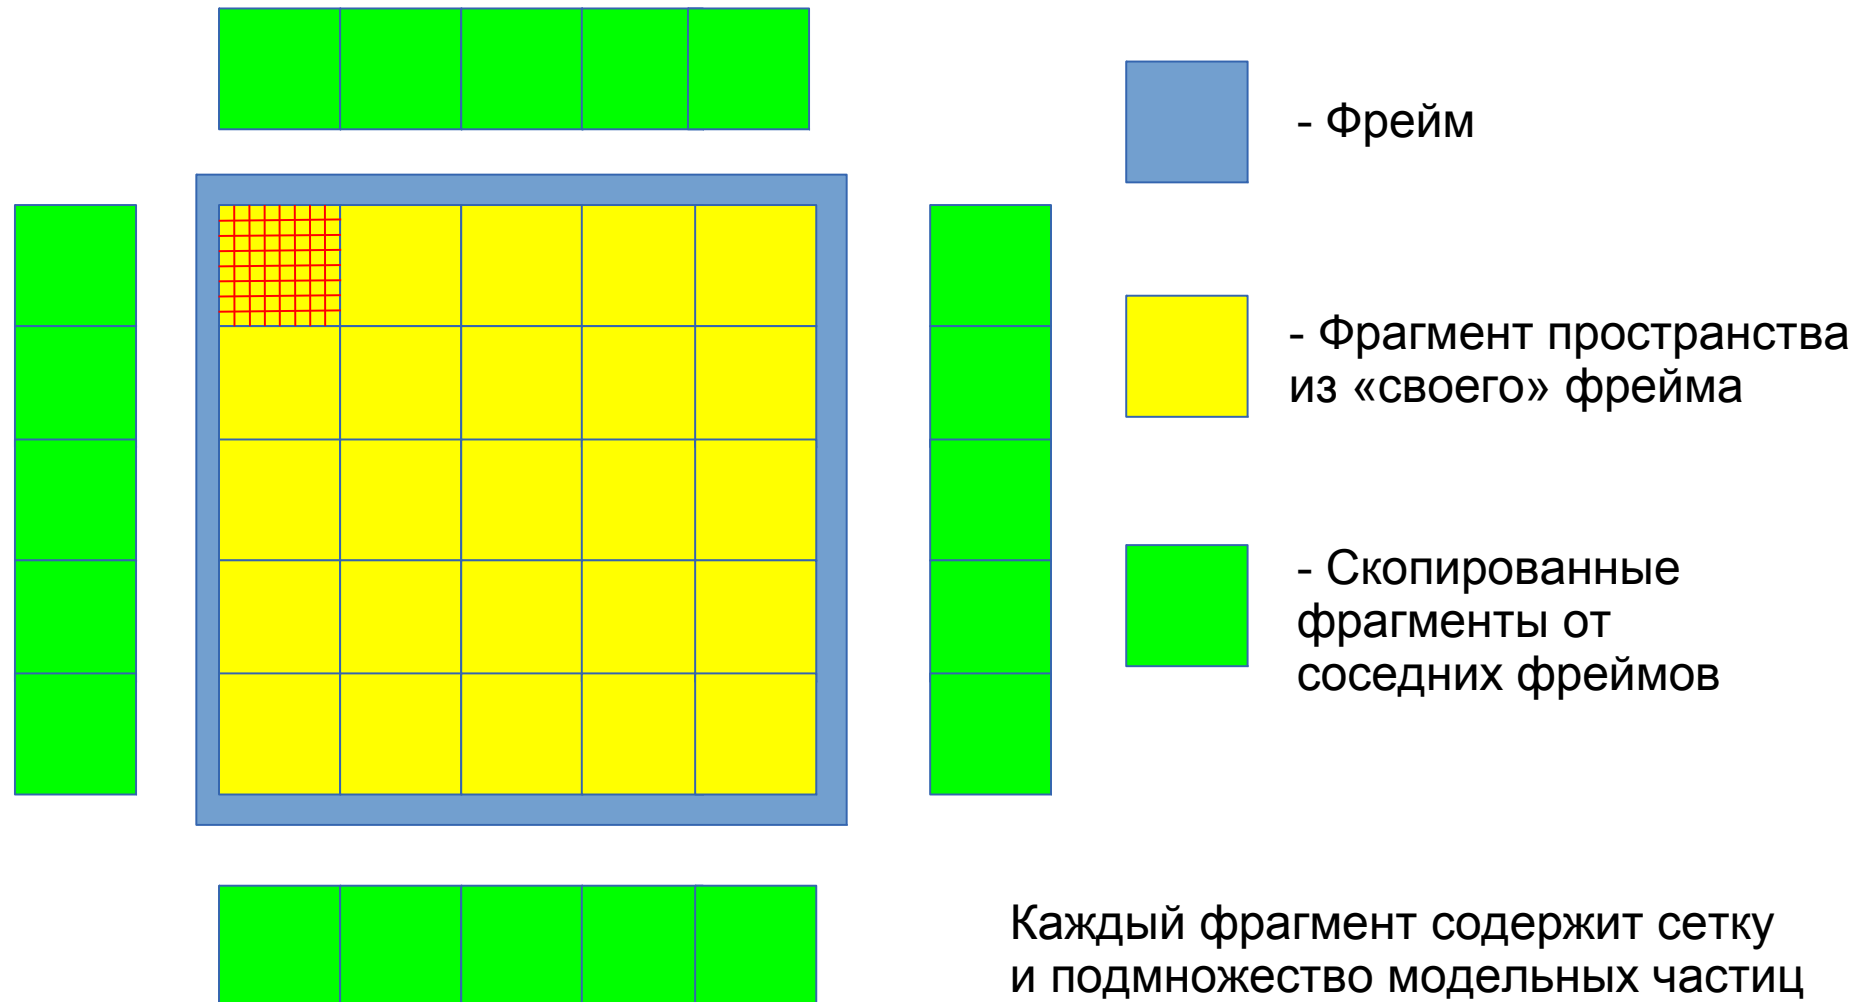 - Фрейм
- Фрагмент пространства
из «своего» фрейма
- Скопированные
фрагменты от
соседних фреймов
Каждый фрагмент содержит сетку
и подмножество модельных частиц